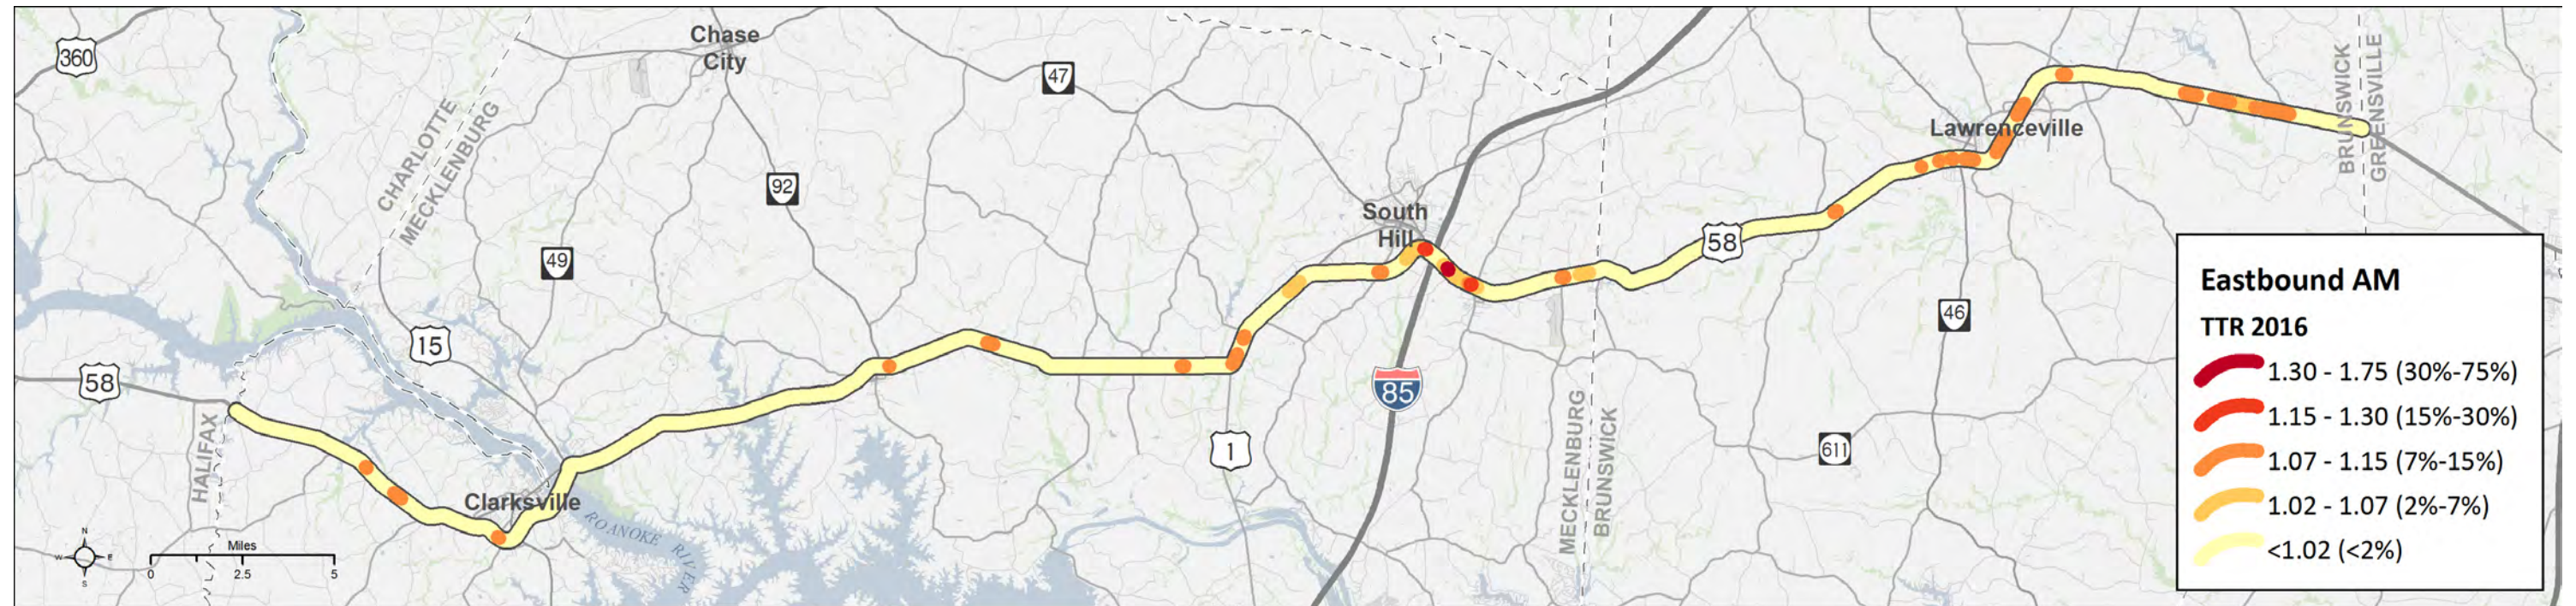 360
Chase
City
47
CHARLOTTE
MECKLENBURG
92
49
15
58
HALIFAX
Clarksville
ROANOKE RIVER
N
W
E
S
Miles
0
2.5
5
South
Hill
85
1
58
MECKLENBURG
BRUNSWICK
611
46
Lawrenceville
BRUNSWICK
GREENSVILLE
Eastbound AM
TTR 2016
1.30 - 1.75 (30%-75%)
1.15 - 1.30 (15%-30%)
1.07 - 1.15 (7%-15%)
1.02 - 1.07 (2%-7%)
<1.02 (<2%)